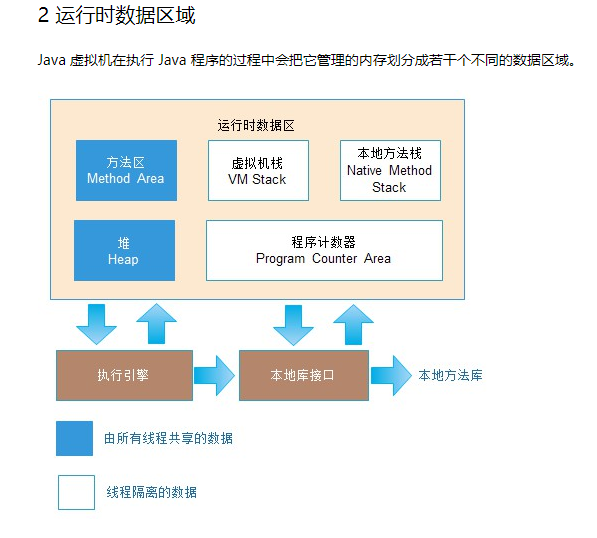 2 运行时数据区域
Java 虚拟机在执行 Java 程序的过程中会把它管理的内存划分成若干个不同的数据区域。
运行时数据区
方法区
Method Area
虚拟机栈
VM Stack
本地方法栈
Native Method
Stack
堆
Heap
程序计数器
Program Counter Area
执行引擎
本地库接口
本地方法库
由所有线程共享的数据
线程隔离的数据